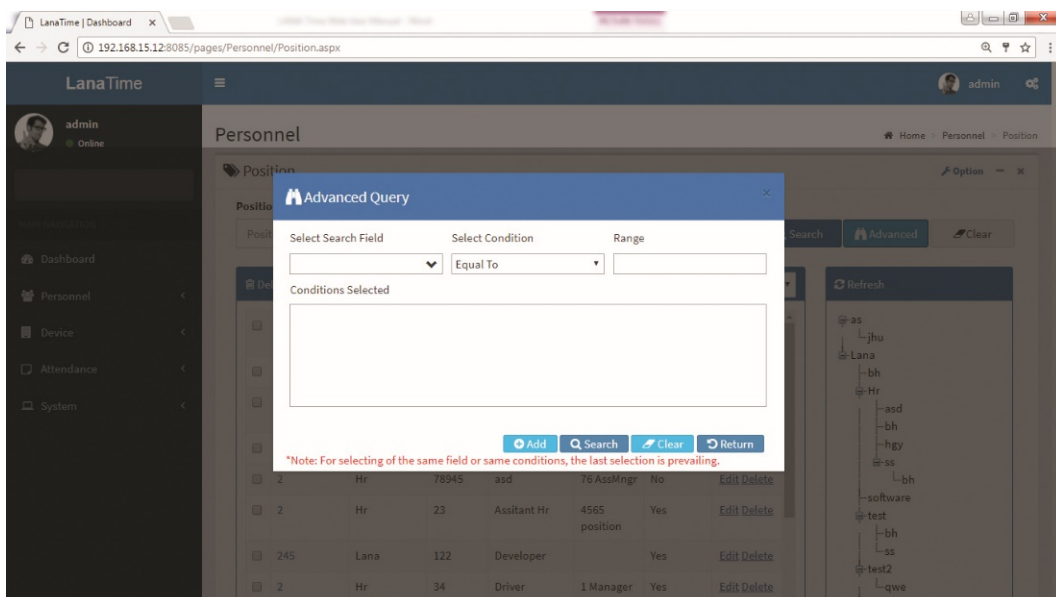 LanaTime | Dashboard
192.168.15.12:8085/pages/Personnel/Position.aspx
LanaTime
admin
admin
Online
Personnel
Home > Personnel > Position
Position
Option
Advanced Query
Positio
Posit
Search
Advanced
Clear
Select Search Field Select Condition Range
Equal To
Conditions Selected
MAIN NAVIGATION
Dashboard
Personnel
Device
Attendance
System
De
Refresh
Add Search Clear Return
*Note: For selecting of the same field or same conditions, the last selection is prevailing.
2 Hr 78945 asd 76 AssMngr No Edit Delete
2 Hr 23 Assitant Hr 4565 position Yes Edit Delete
245 Lana 122 Developer Yes Edit Delete
2 Hr 34 Driver 1 Manager Yes Edit Delete
as
jhu
Lana
bh
Hr
asd
bh
hgy
ss
bh
software
test
bh
ss
test2
qwe